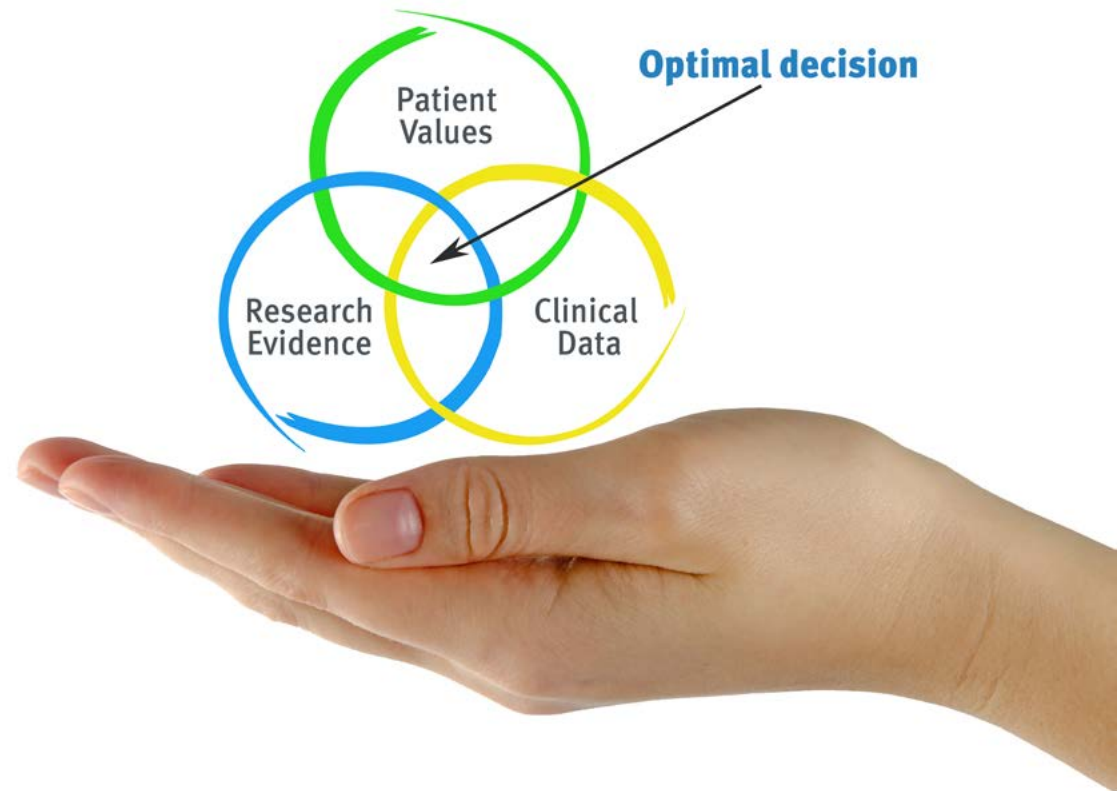 Optimal decision
Patient
Values
Research
Evidence
Clinical
Data